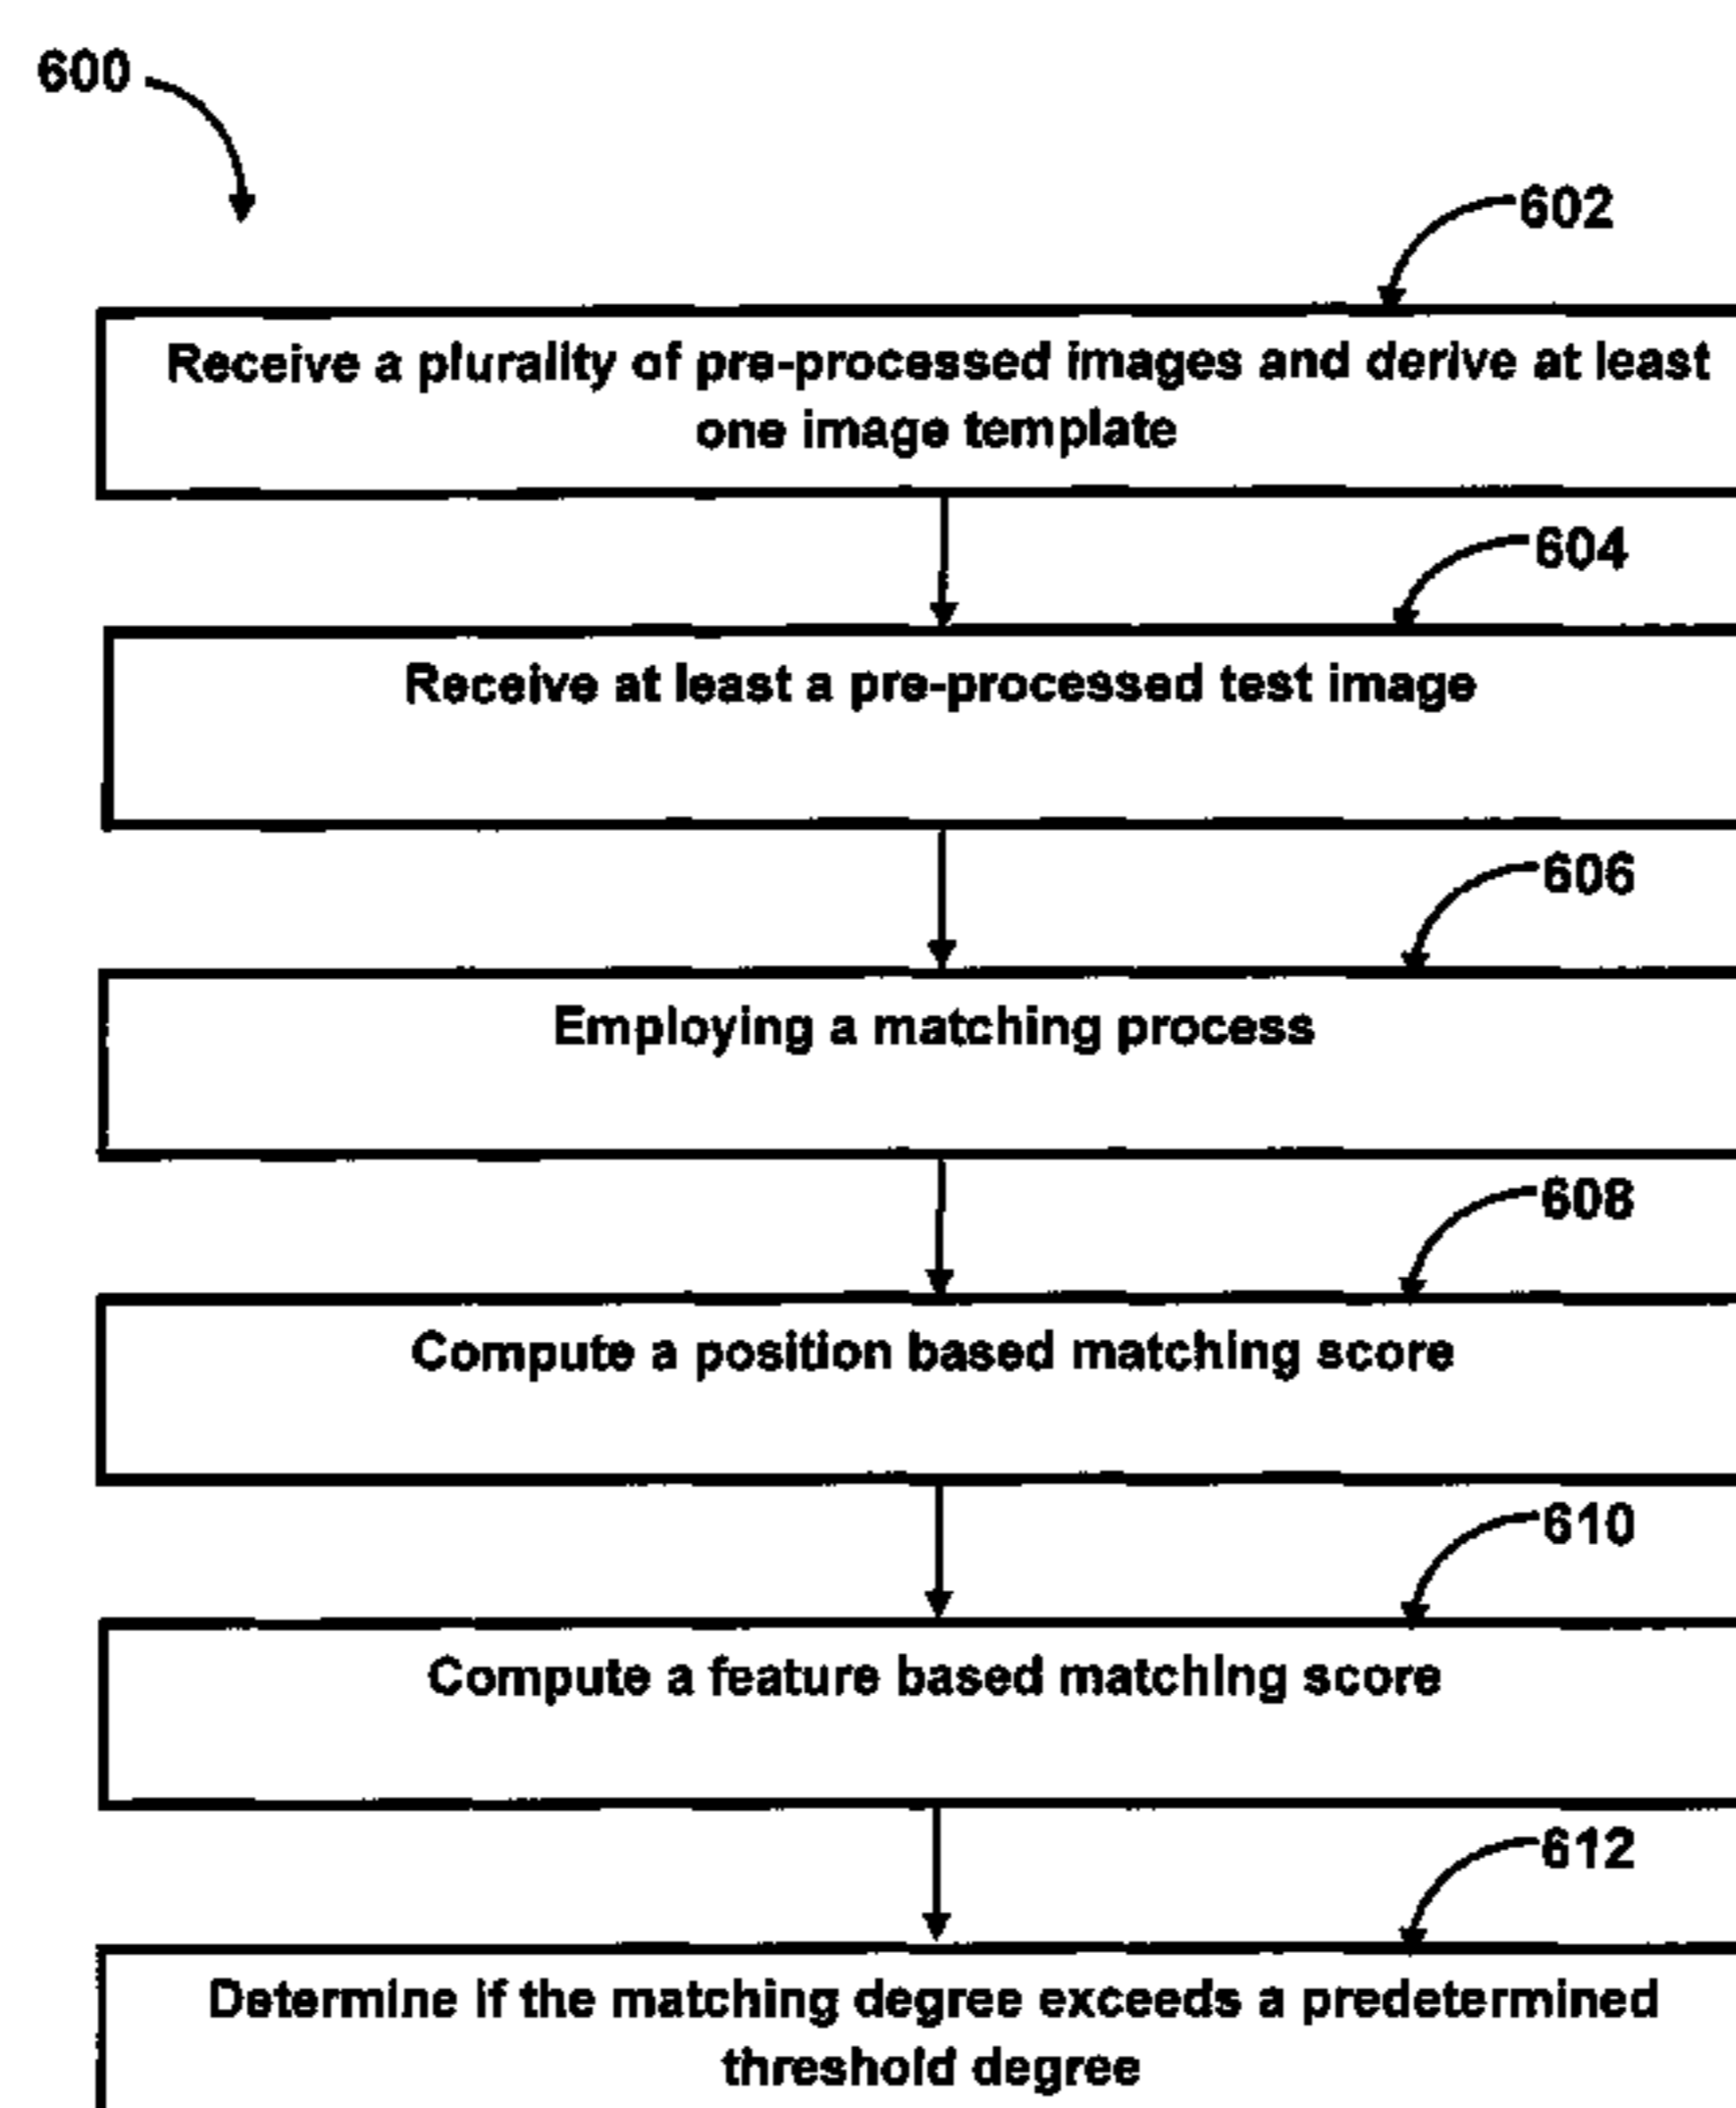 600
602
Receive a plurality of pre-processed images and derive at least
one image template
604
Receive at least a pre-processed test image
606
Employing a matching process
608
Compute a position based matching score
610
Compute a feature based matching score
612
Determine if the matching degree exceeds a predetermined
threshold degree